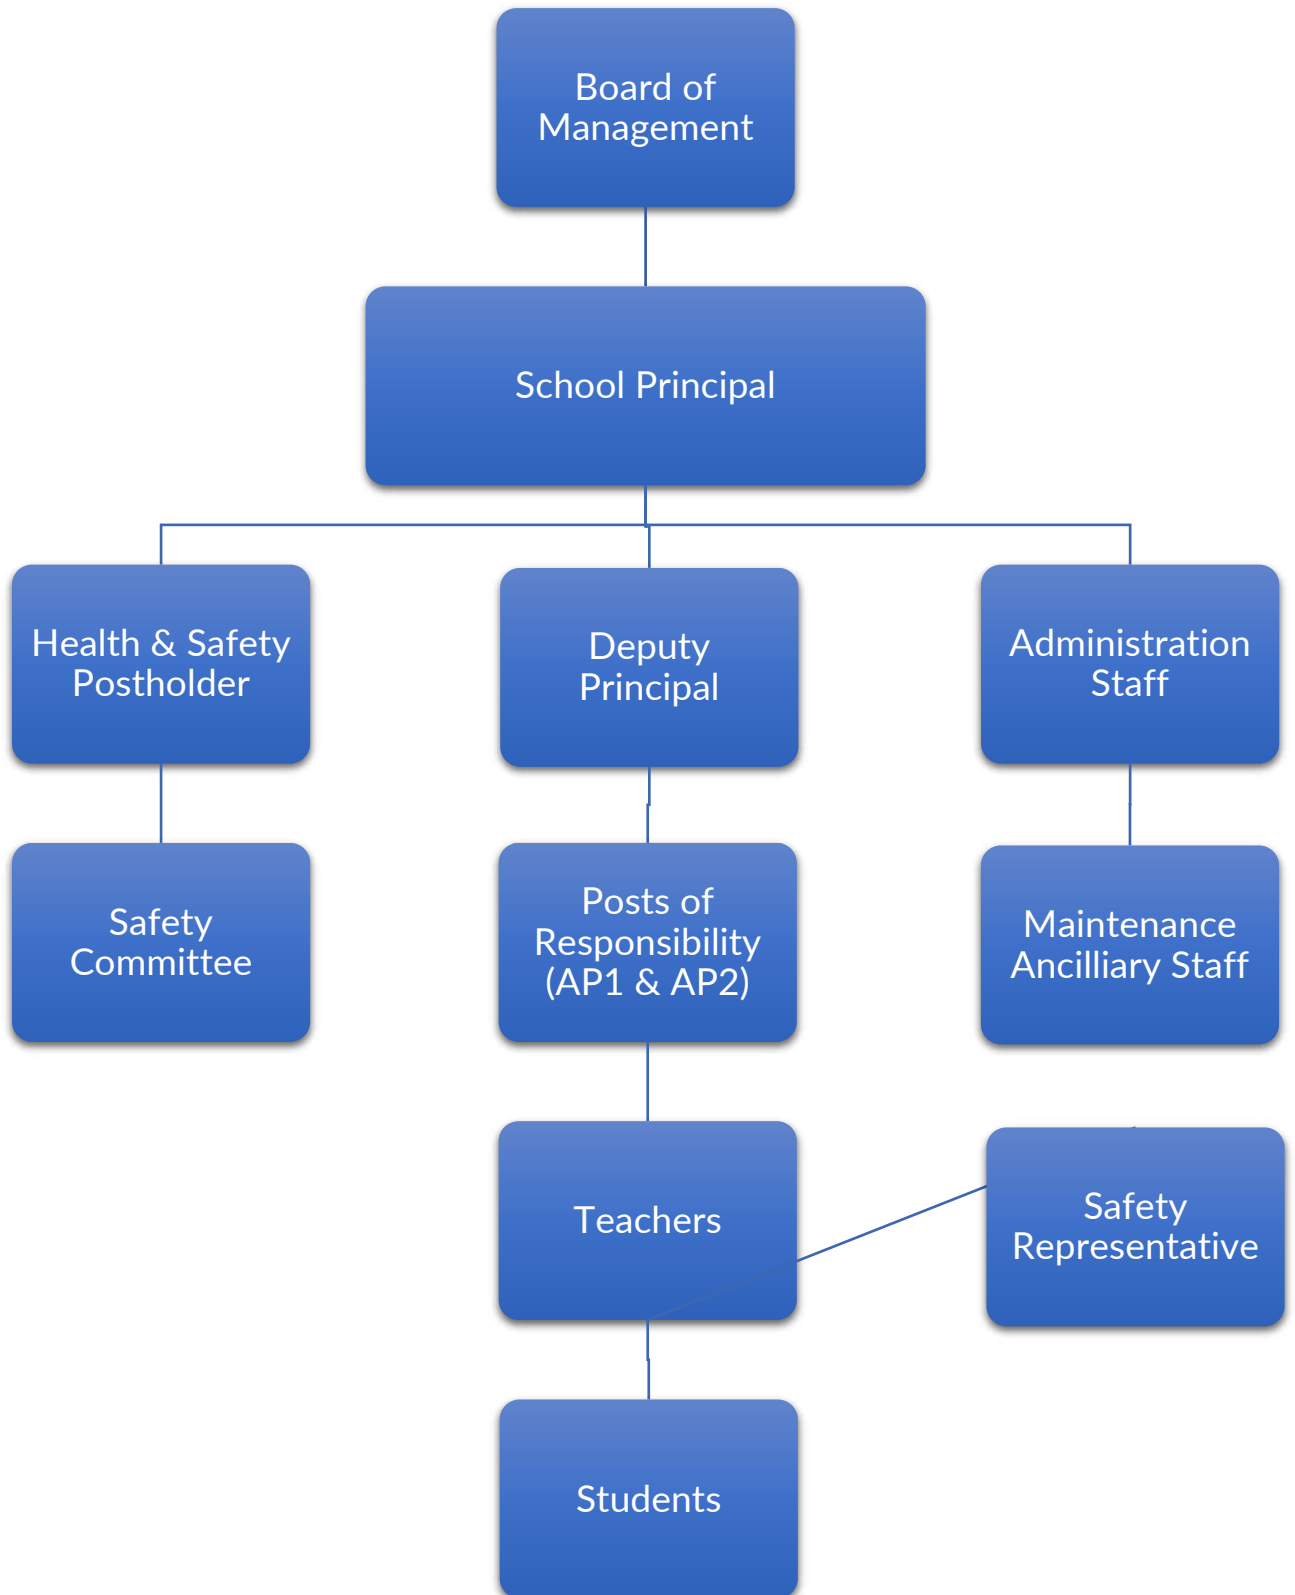 Board of
Management
School Principal
Health & Safety
Postholder
Deputy
Principal
Administration
Staff
Safety
Committee
Posts of
Responsibility
(AP1 & AP2)
Maintenance
Ancilliary Staff
Teachers
Safety
Representative
Students